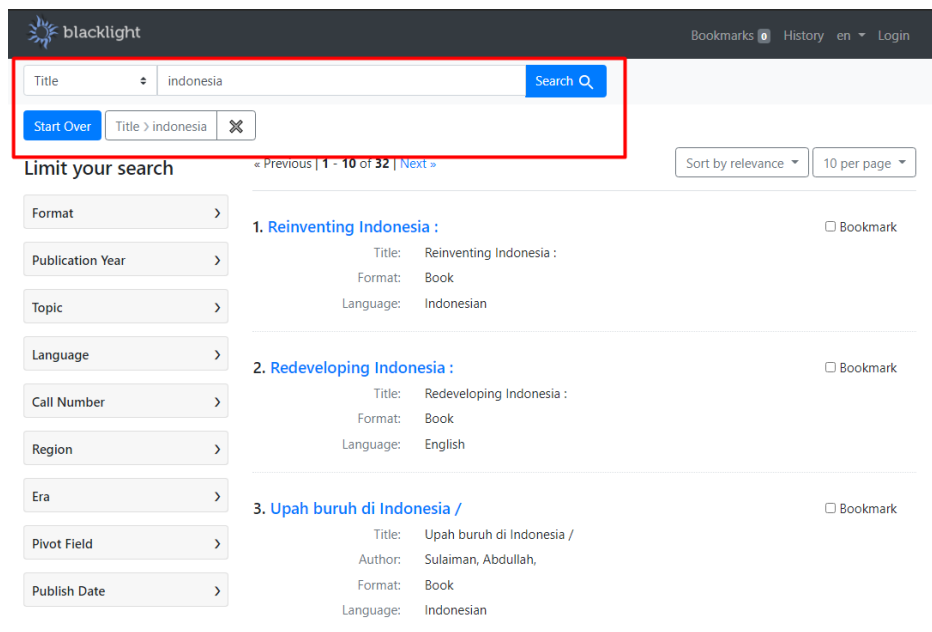 blacklight
Bookmarks 0 History en Login
Title indonesia Search
Start Over Title > indonesia
Limit your search
« Previous | 1 - 10 of 32 | Next »
Sort by relevance 10 per page
Format
Publication Year
Topic
Language
Call Number
Region
Era
Pivot Field
Publish Date
1. Reinventing Indonesia :
Bookmark
Title: Reinventing Indonesia :
Format: Book
Language: Indonesian
2. Redeveloping Indonesia :
Bookmark
Title: Redeveloping Indonesia :
Format: Book
Language: English
3. Upah buruh di Indonesia /
Bookmark
Title: Upah buruh di Indonesia /
Author: Sulaiman, Abdullah,
Format: Book
Language: Indonesian